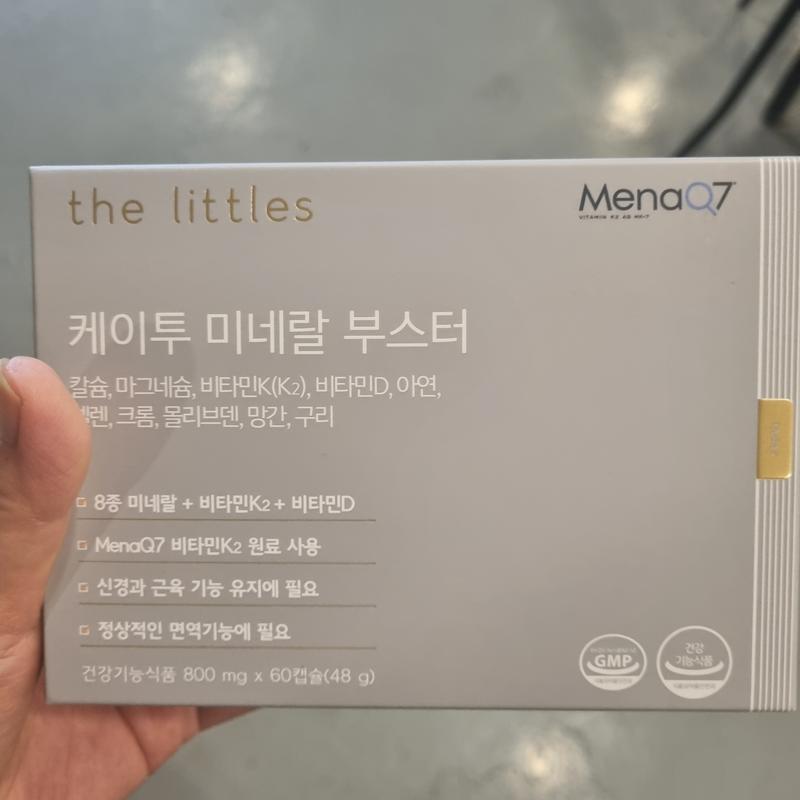 the littles
MenaQ7
VITAMIN K2 AS MK-7
케이투 미네랄 부스터
칼슘, 마그네슘, 비타민K(K2), 비타민D, 아연,
크롬, 몰리브덴, 망간, 구리
8종 미네랄 + 비타민K2 + 비타민D
MenaQ7 비타민K2 원료 사용
신경과 근육 기능 유지에 필요
정상적인 면역기능에 필요
건강기능식품 800 mg x 60캡슐(48 g)
GMP
건강
기능식품